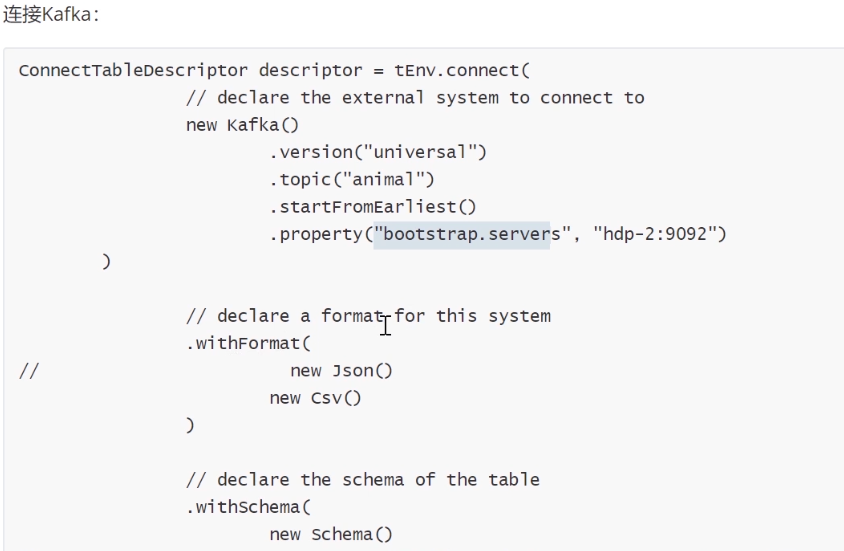 连接Kafka：
ConnectTableDescriptor descriptor = tEnv.connect(
// declare the external system to connect to
new Kafka()
.version("universal")
.topic("animal")
.startFromEarliest()
.property("bootstrap.servers", "hdp-2:9092")
)
// declare a format for this system
.withFormat(
// new Json()
new Csv()
)
// declare the schema of the table
.withSchema(
new Schema()